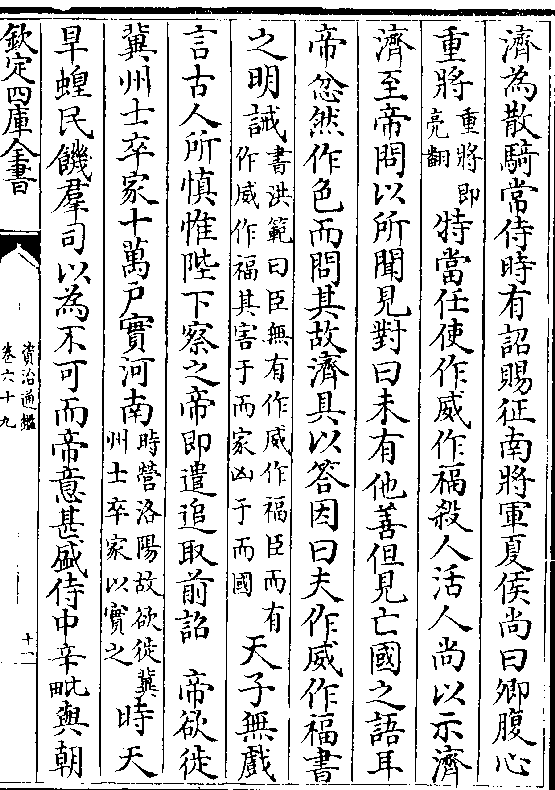 濟為散騎常侍時有詔賜征南將軍夏侯尚曰卿腹心
重將重將即亮翻特當任使作威作福殺人活人尚以示濟
濟至帝問以所聞見對曰未有他善但見亡國之語耳
帝忿然作色而問其故濟具以答因曰夫作威作福書
之明誡書洪範曰臣無有作威作福臣而有作威作福其害于而家凶于而國天子無戲
言古人所慎惟陛下察之帝即遣追取前詔 帝欲徙
冀州士卒家十萬戶實河南時營洛陽故欲徙冀州士卒家以實之時天
旱蝗民饑羣司以為不可而帝意甚盛侍中辛毗與朝
欽定四庫全書
資治通鑑
卷六十九
十一